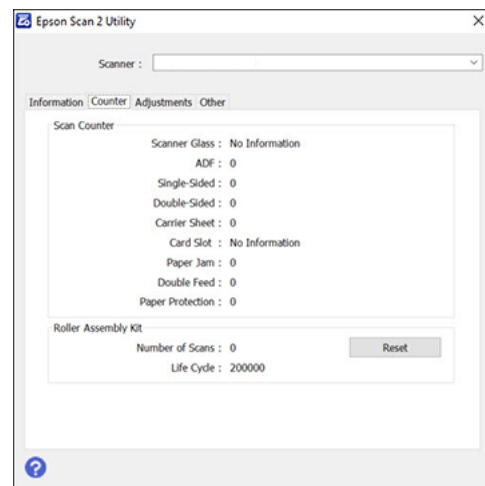 Epson Scan 2 Utility
Scanner :
Information Counter Adjustments Other
Scan Counter
Scanner Glass : No Information
ADF : 0
Single-Sided : 0
Double-Sided : 0
Carrier Sheet : 0
Card Slot : No Information
Paper Jam : 0
Double Feed : 0
Paper Protection : 0
Roller Assembly Kit
Number of Scans : 0 Reset
Life Cycle : 200000
?